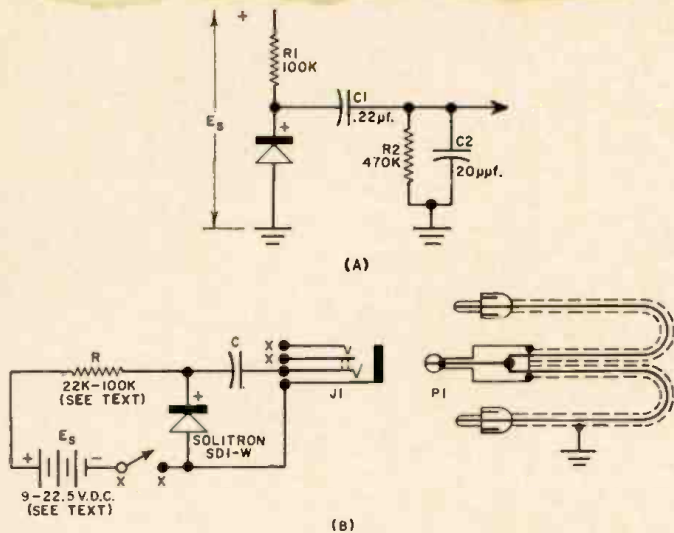 +
R1
100K
C1
.22µf.
Es
+
R2
470K
C2
20µµf.
(A)
R
22K-100K
(SEE TEXT)
C
X
X
+
J1
P1
SOLITRON
SD1-W
Es
+
-
X
X
9-22.5 V.D.C.
(SEE TEXT)
(B)